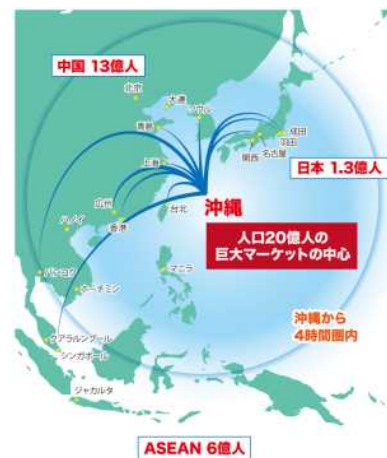 中国 13億人
北京
大連
ソウル
青島
成田
羽田
名古屋
関西
上海
日本 1.3億人
沖縄
台北
広州
香港
ハノイ
人口20億人の
巨大マーケットの中心
マニラ
バンコク
ホーチミン
沖縄から
4時間圏内
クアラルンプール
シンガポール
ジャカルタ
ASEAN 6億人